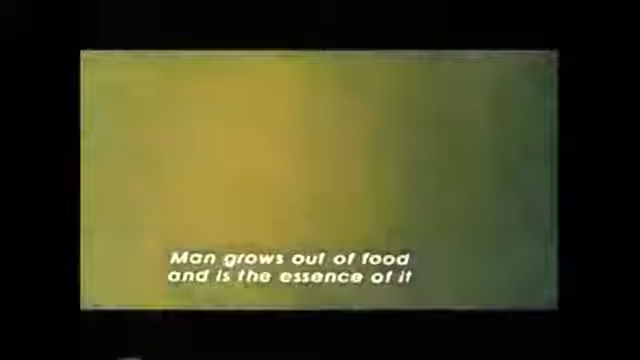 Man grows out of food
and is the essence of it